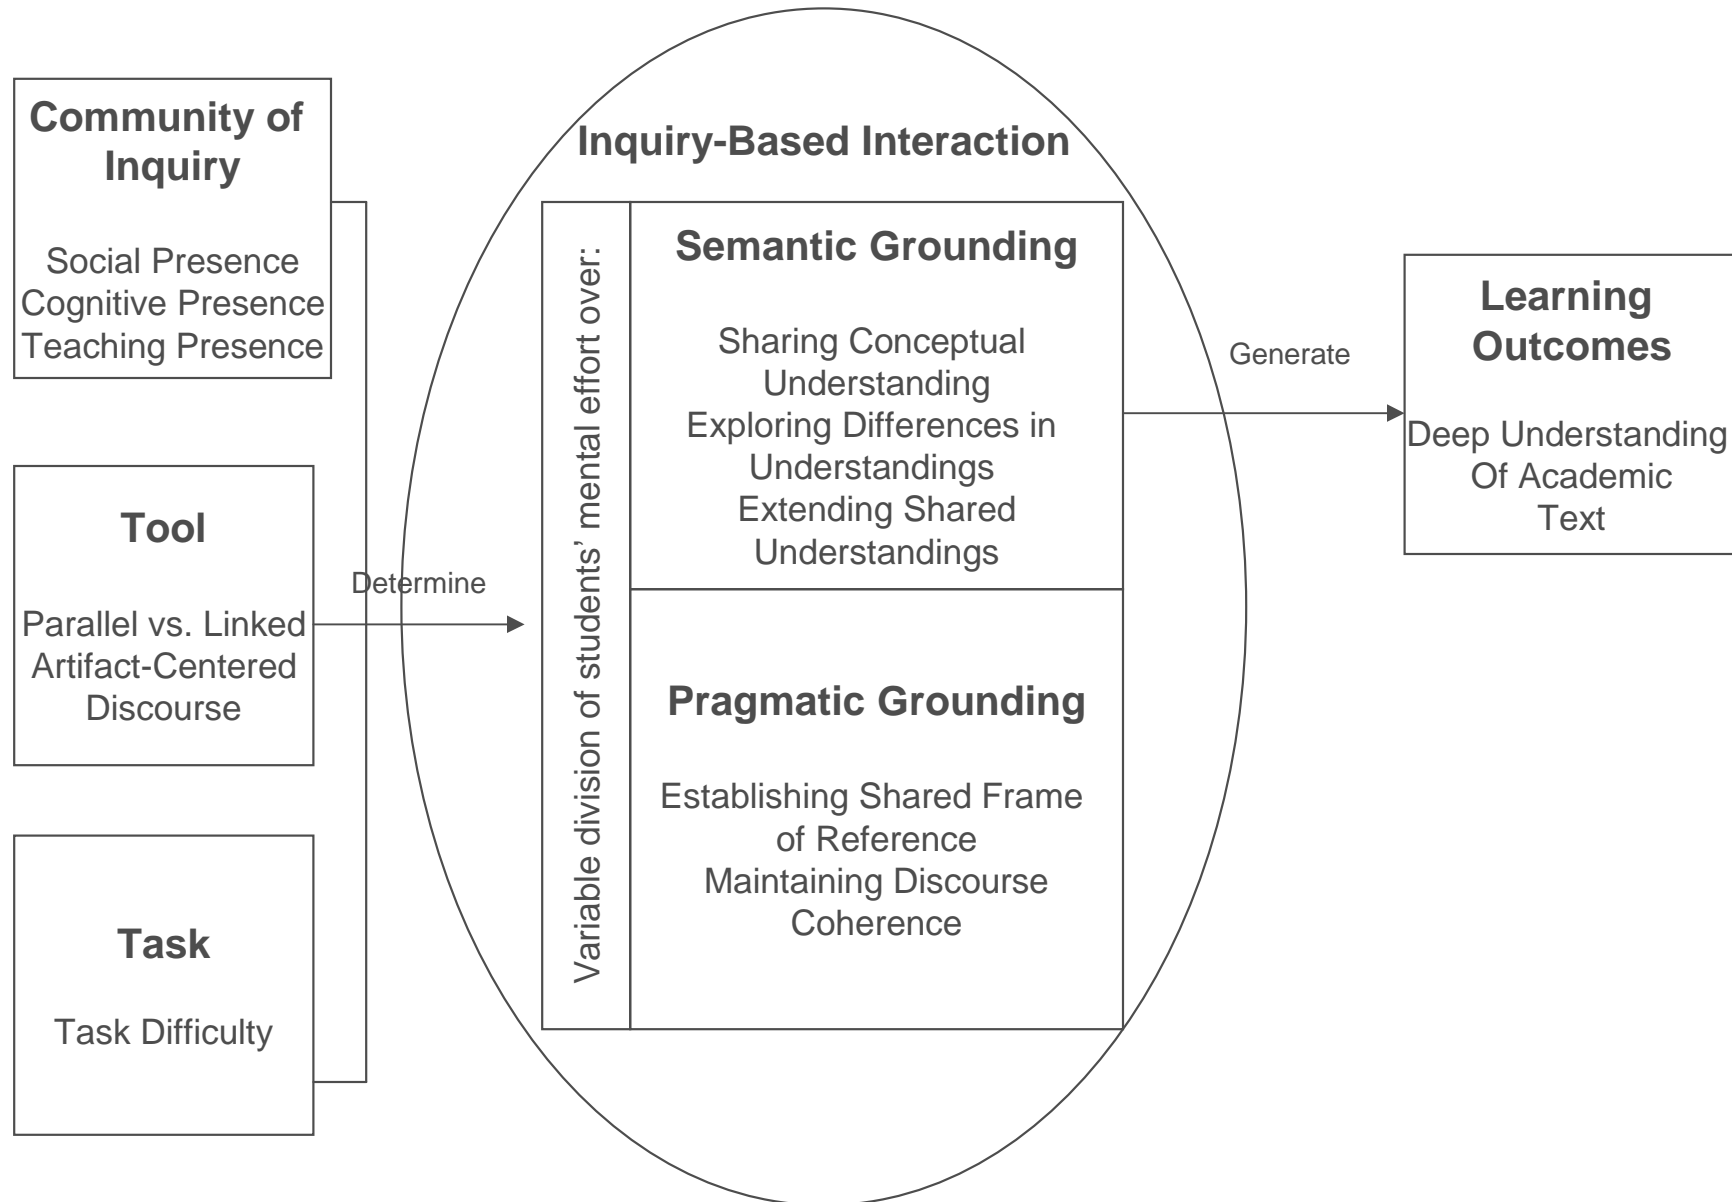 Community of
Inquiry
Social Presence
Cognitive Presence
Teaching Presence
Tool
Parallel vs. Linked
Artifact-Centered
Discourse
Task
Task Difficulty
Determine
Inquiry-Based Interaction
Variable division of students’ mental effort over:
Semantic Grounding
Sharing Conceptual
Understanding
Exploring Differences in
Understandings
Extending Shared
Understandings
Pragmatic Grounding
Establishing Shared Frame
of Reference
Maintaining Discourse
Coherence
Generate
Learning
Outcomes
Deep Understanding
Of Academic
Text